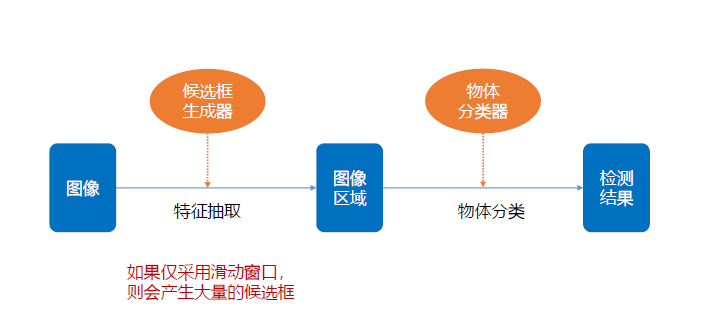 候选框
生成器
物体
分类器
图像
图像
区域
检测
结果
特征抽取
物体分类
如果仅采用滑动窗口，
则会产生大量的候选框